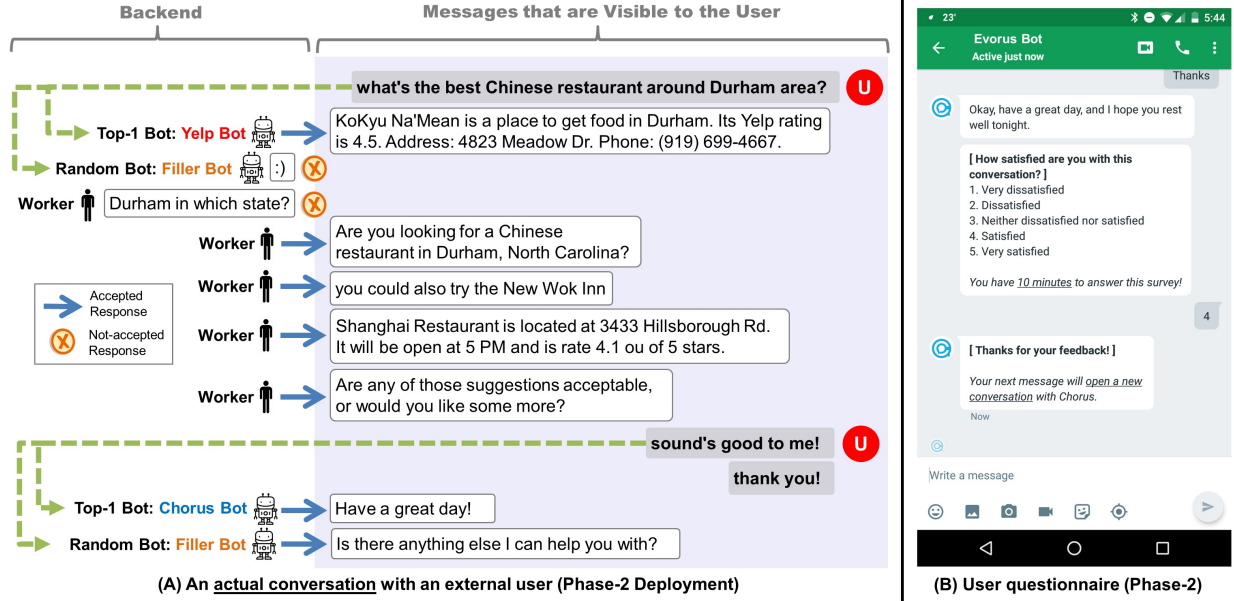 Backend
Messages that are Visible to the User
what's the best Chinese restaurant around Durham area?
U
Top-1 Bot: Yelp Bot
KoKyu Na'Mean is a place to get food in Durham. Its Yelp rating
is 4.5. Address: 4823 Meadow Dr. Phone: (919) 699-4667.
Random Bot: Filler Bot
:)
X
Worker
Durham in which state?
X
Worker
Are you looking for a Chinese
restaurant in Durham, North Carolina?
Worker
you could also try the New Wok Inn
Accepted
Response
X
Not-accepted
Response
Worker
Shanghai Restaurant is located at 3433 Hillsborough Rd.
It will be open at 5 PM and is rate 4.1 ou of 5 stars.
Worker
Are any of those suggestions acceptable,
or would you like some more?
sound's good to me!
U
thank you!
Top-1 Bot: Chorus Bot
Have a great day!
Random Bot: Filler Bot
Is there anything else I can help you with?
(A) An actual conversation with an external user (Phase-2 Deployment)
23'
5:44
Evorus Bot
Active just now
Thanks
Okay, have a great day, and I hope you rest
well tonight.
[ How satisfied are you with this
conversation? ]
1. Very dissatisfied
2. Dissatisfied
3. Neither dissatisfied nor satisfied
4. Satisfied
5. Very satisfied
You have 10 minutes to answer this survey!
4
[ Thanks for your feedback! ]
Your next message will open a new
conversation with Chorus.
Now
Write a message
(B) User questionnaire (Phase-2)